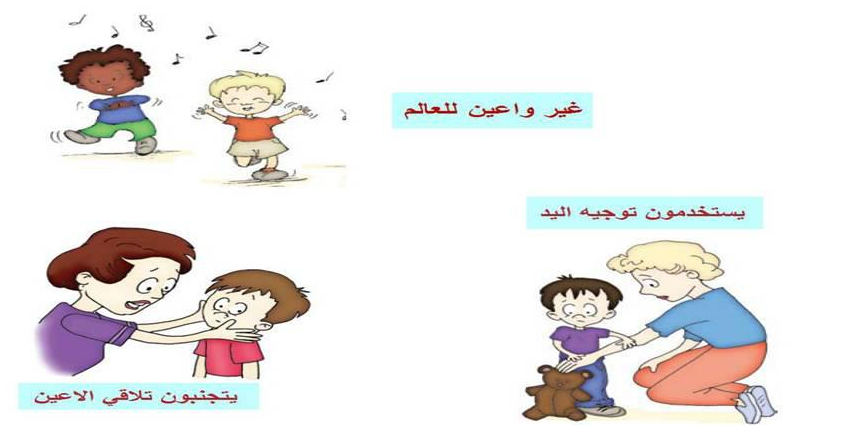 غير واعين للعالم
يستخدمون توجيه اليد
يتجنبون تلاقي الاعين